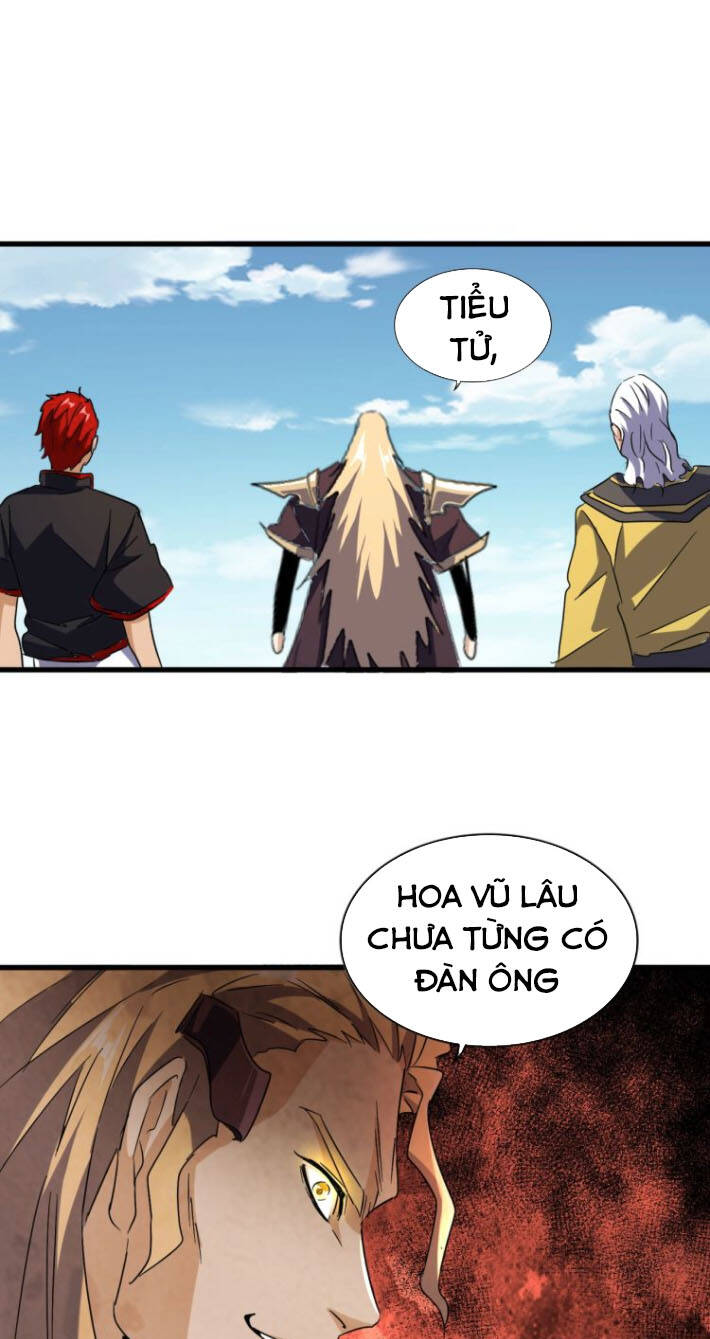 TIỂU
TỬ,
HOA VŨ LÂU
CHƯA TỪNG CÓ
ĐÀN ÔNG